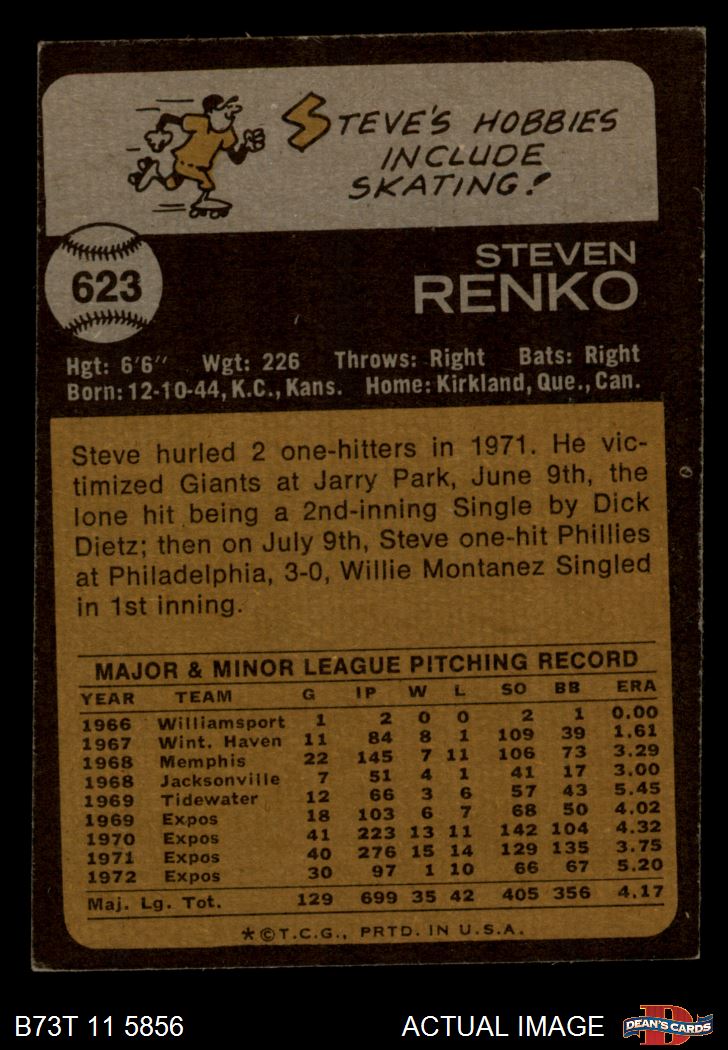 STEVE'S HOBBIES
INCLUDE
SKATING!
623
STEVEN
RENKO
Hgt: 6'6" Wgt: 226 Throws: Right Bats: Right
Born: 12-10-44, K.C., Kans. Home: Kirkland, Que., Can.
Steve hurled 2 one-hitters in 1971. He vic-
timized Giants at Jarry Park, June 9th, the
lone hit being a 2nd-inning Single by Dick
Dietz; then on July 9th, Steve one-hit Phillies
at Philadelphia, 3-0, Willie Montanez Singled
in 1st inning.
MAJOR & MINOR LEAGUE PITCHING RECORD
YEAR TEAM G IP W L SO BB ERA
1966 Williamsport 1 2 0 0 2 1 0.00
1967 Wint. Haven 11 84 8 1 109 39 1.61
1968 Memphis 22 145 7 11 106 73 3.29
1968 Jacksonville 7 51 4 1 41 17 3.00
1969 Tidewater 12 66 3 6 57 43 5.45
1969 Expos 18 103 6 7 68 50 4.02
1970 Expos 41 223 13 11 142 104 4.32
1971 Expos 40 276 15 14 129 135 3.75
1972 Expos 30 97 1 10 66 67 5.20
Maj. Lg. Tot. 129 699 35 42 405 356 4.17
*©T.C.G., PRTD. IN U.S.A.
B73T 11 5856 ACTUAL IMAGE
D
DEAN'S CARDS